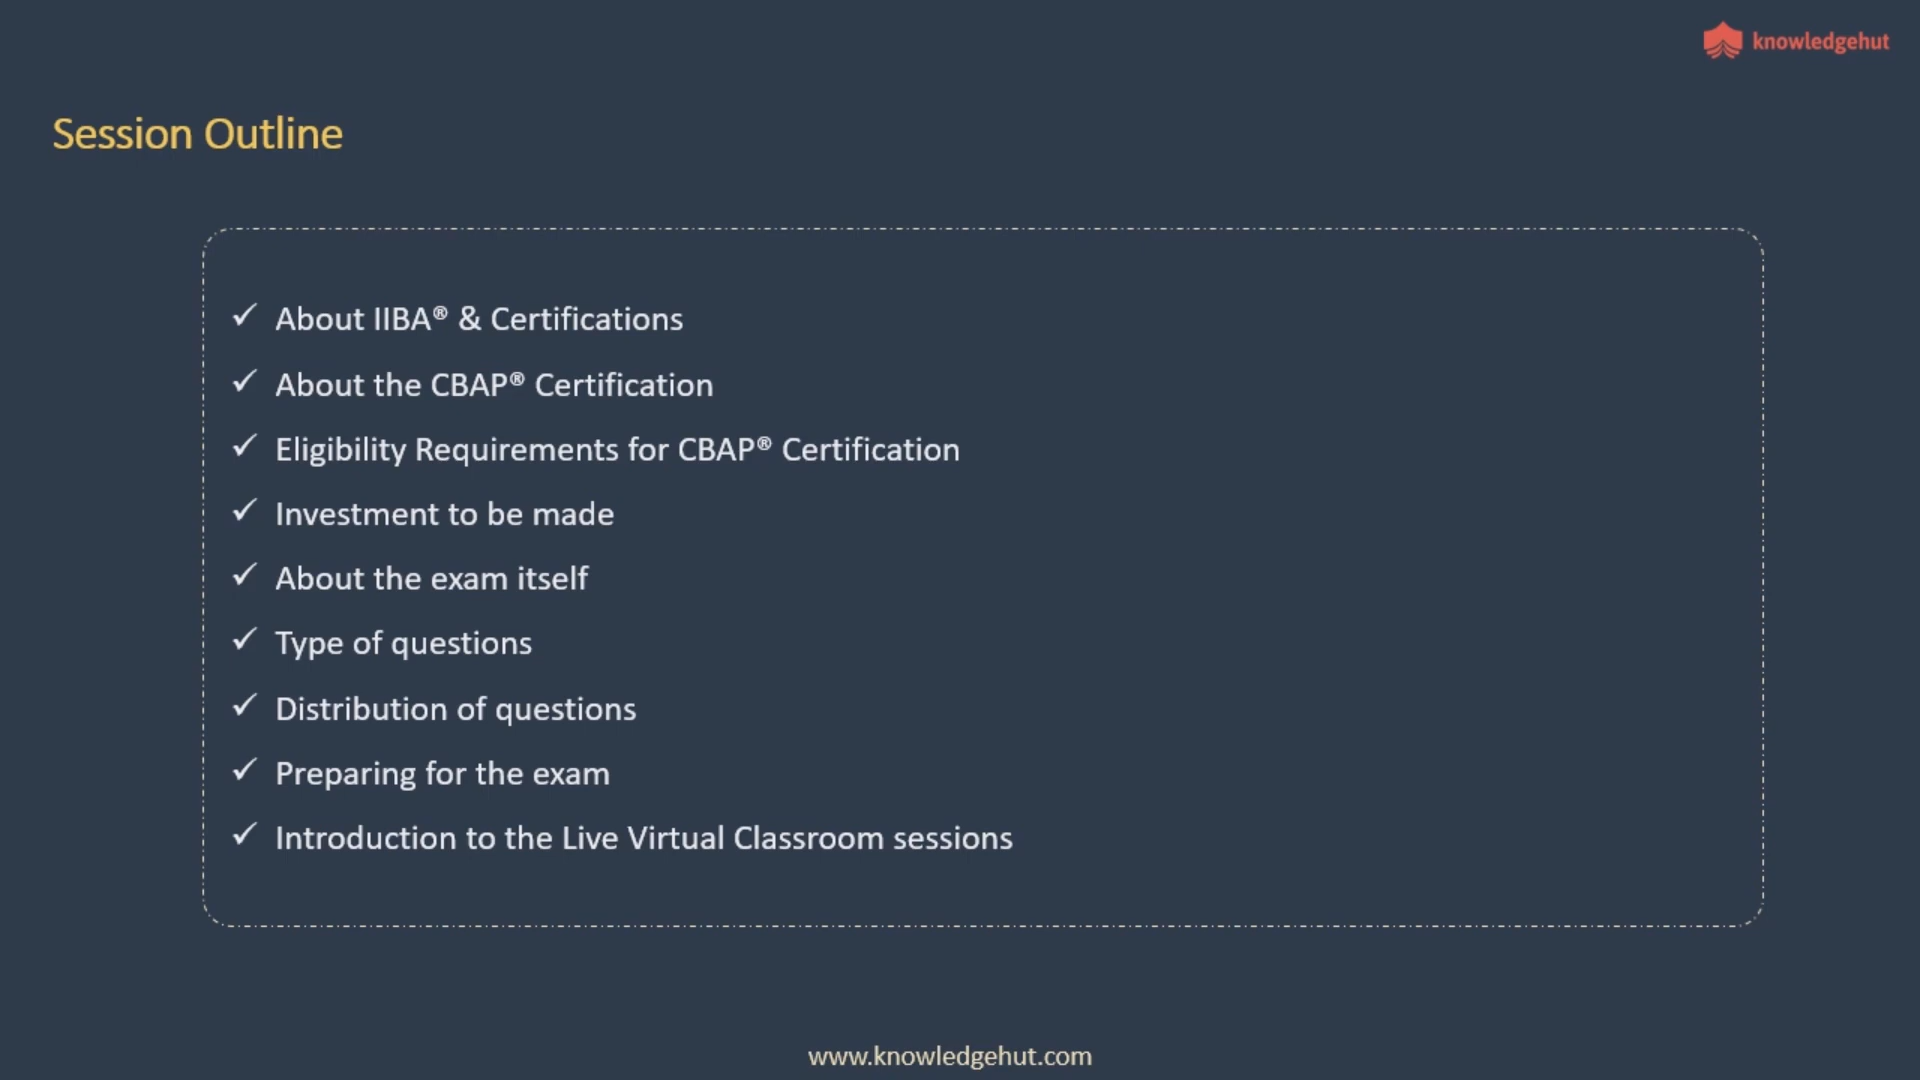 knowledgehut
Session Outline
✓ About IIBA® & Certifications
✓ About the CBAP® Certification
✓ Eligibility Requirements for CBAP® Certification
✓ Investment to be made
✓ About the exam itself
✓ Type of questions
✓ Distribution of questions
✓ Preparing for the exam
✓ Introduction to the Live Virtual Classroom sessions
www.knowledgehut.com